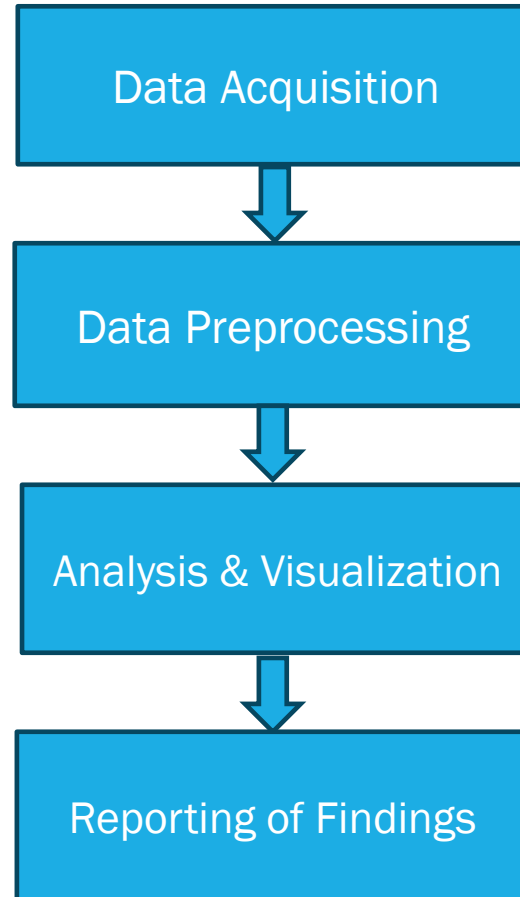 Data Acquisition
Data Preprocessing
Analysis & Visualization
Reporting of Findings